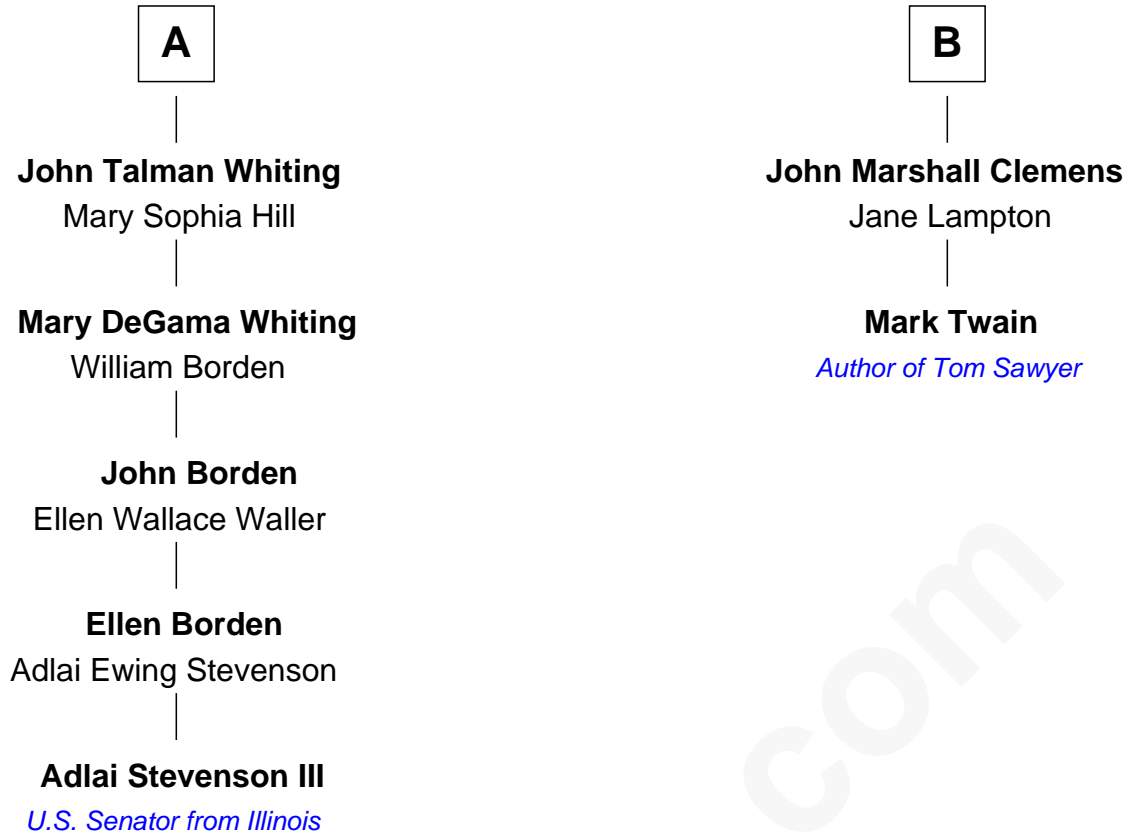 A
John Talman Whiting
Mary Sophia Hill
Mary DeGama Whiting
William Borden
John Borden
Ellen Wallace Waller
Ellen Borden
Adlai Ewing Stevenson
Adlai Stevenson III
U.S. Senator from Illinois
B
John Marshall Clemens
Jane Lampton
Mark Twain
Author of Tom Sawyer
com